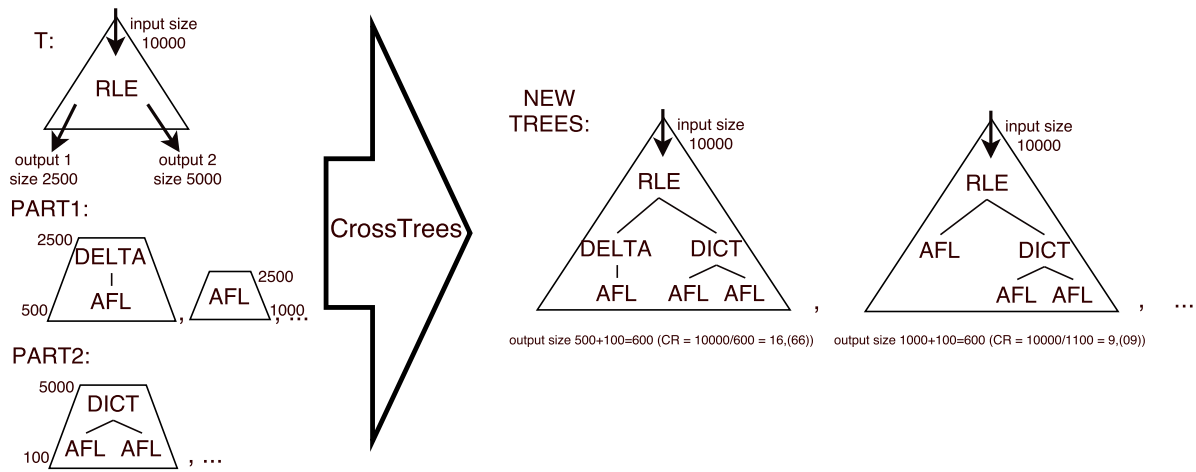 T:
input size
10000
RLE
output 1
size 2500
output 2
size 5000
PART1:
2500
DELTA
AFL
500
,
AFL
2500
1000
, ...
PART2:
5000
DICT
AFL AFL
100
, ...
CrossTrees
NEW
TREES:
input size
10000
RLE
DELTA DICT
AFL AFL AFL
,
output size 500+100=600 (CR = 10000/600 = 16,(66))
input size
10000
RLE
AFL DICT
AFL AFL
, ...
output size 1000+100=600 (CR = 10000/1100 = 9,(09))